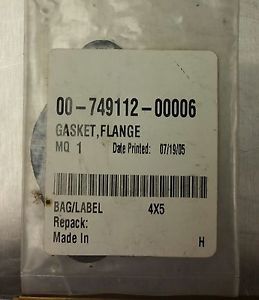 00-749112-00006
GASKET,FLANGE
MQ 1 Date Printed: 07/19/05
BAG/LABEL 4X5
Repack:
Made In H